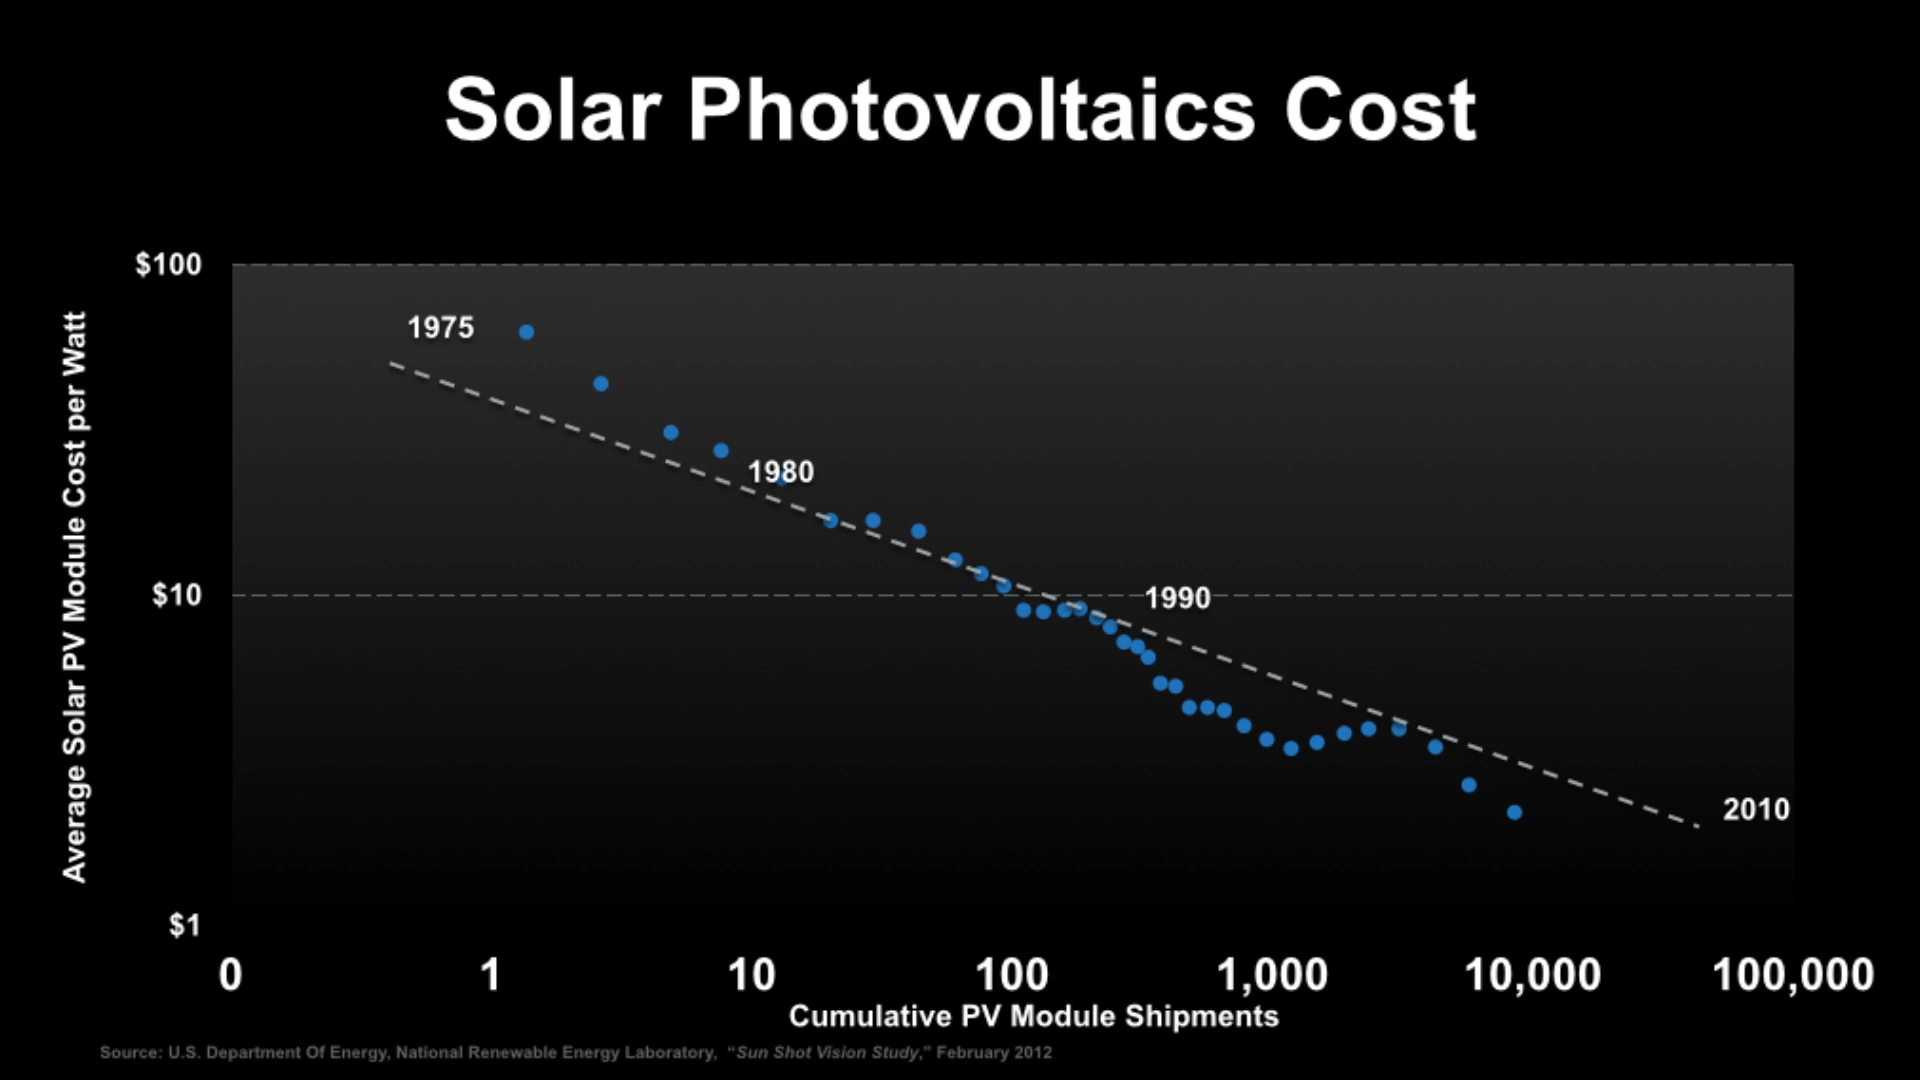 Solar Photovoltaics Cost
$100
$10
$1
Average Solar PV Module Cost per Watt
1975
1980
1990
2010
0 1 10 100 1,000 10,000 100,000
Cumulative PV Module Shipments
Source: U.S. Department Of Energy, National Renewable Energy Laboratory, “Sun Shot Vision Study,” February 2012